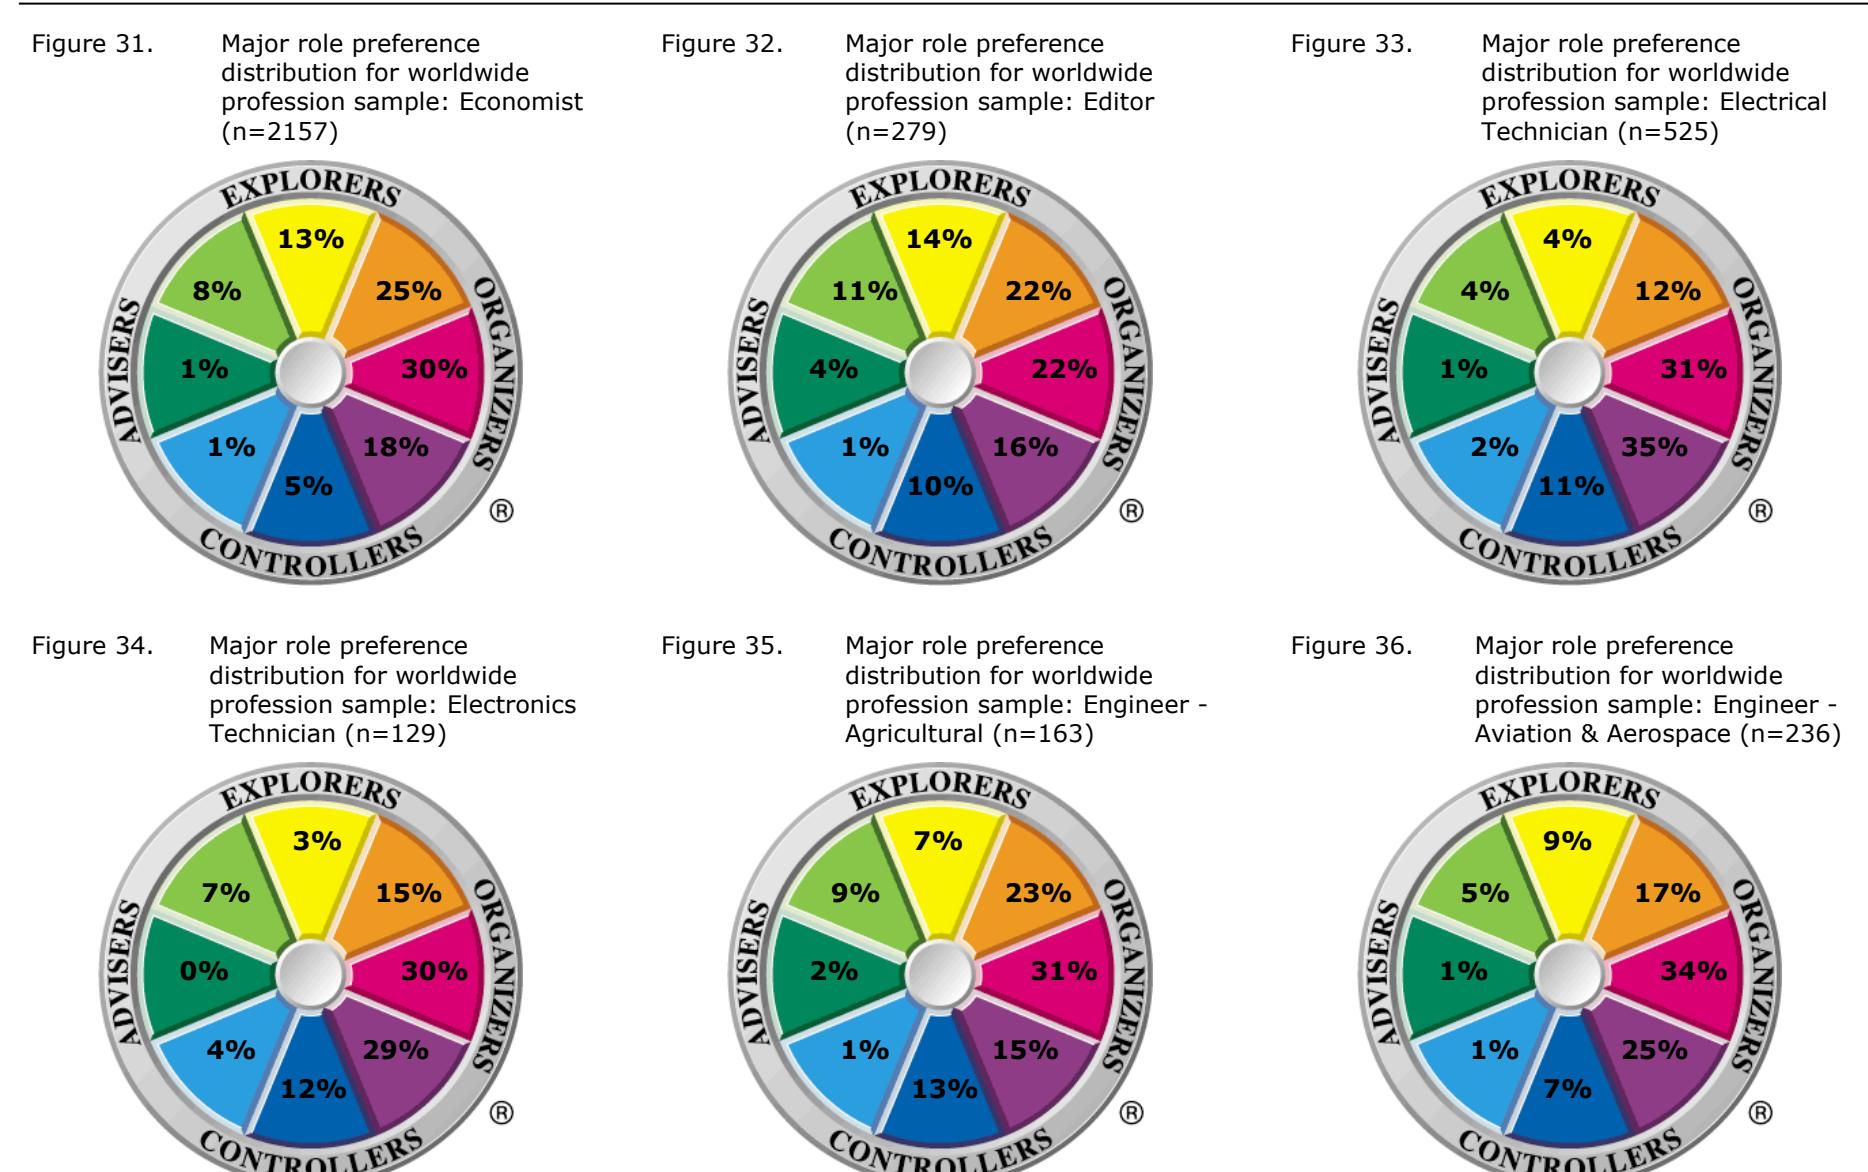 Figure 31.
Major role preference
distribution for worldwide
profession sample: Economist
(n=2157)
EXPLORERS
ORGANIZERS
CONTROLLERS
ADVISERS
13%
25%
30%
18%
5%
1%
1%
8%
®
Figure 32.
Major role preference
distribution for worldwide
profession sample: Editor
(n=279)
EXPLORERS
ORGANIZERS
CONTROLLERS
ADVISERS
14%
22%
22%
16%
10%
1%
4%
11%
®
Figure 33.
Major role preference
distribution for worldwide
profession sample: Electrical
Technician (n=525)
EXPLORERS
ORGANIZERS
CONTROLLERS
ADVISERS
4%
12%
31%
35%
11%
2%
1%
4%
®
Figure 34.
Major role preference
distribution for worldwide
profession sample: Electronics
Technician (n=129)
EXPLORERS
ORGANIZERS
CONTROLLERS
ADVISERS
3%
15%
30%
29%
12%
4%
0%
7%
®
Figure 35.
Major role preference
distribution for worldwide
profession sample: Engineer -
Agricultural (n=163)
EXPLORERS
ORGANIZERS
CONTROLLERS
ADVISERS
7%
23%
31%
15%
13%
1%
2%
9%
®
Figure 36.
Major role preference
distribution for worldwide
profession sample: Engineer -
Aviation & Aerospace (n=236)
EXPLORERS
ORGANIZERS
CONTROLLERS
ADVISERS
9%
17%
34%
25%
7%
1%
1%
5%
®